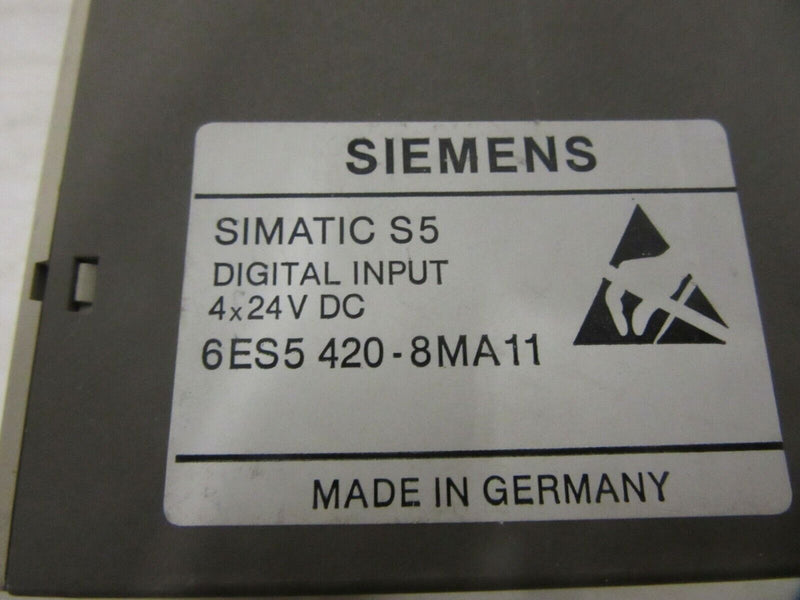 SIEMENS
SIMATIC S5
DIGITAL INPUT
4x24V DC
6ES5 420-8MA11
MADE IN GERMANY